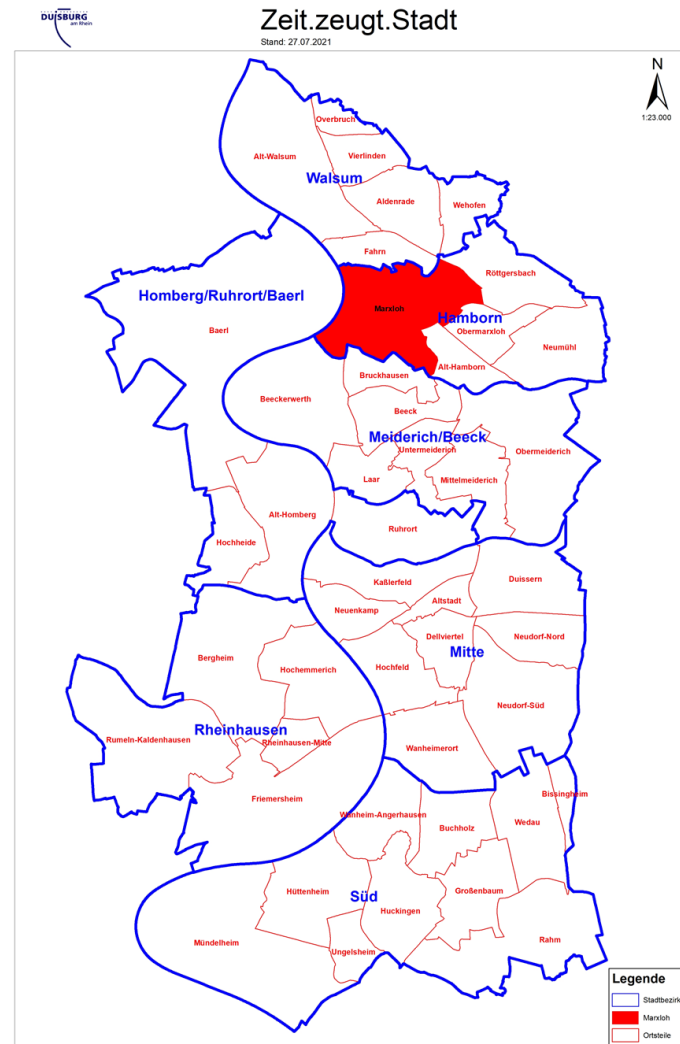 DUISBURG
am Rhein
Zeit.zeugt.Stadt
Stand: 27.07.2021
N
1:23.000
Overbruch
Alt-Walsum
Vierlinden
Walsum
Aldenrade
Wehofen
Fahrn
Röttgersbach
Homberg/Ruhrort/Baerl
Marxloh
Hamborn
Baerl
Obermarxloh
Neumühl
Alt-Hamborn
Bruckhausen
Beeckerwerth
Beeck
Meiderich/Beeck
Untermeiderich
Obermeiderich
Laar
Mittelmeiderich
Alt-Homberg
Ruhrort
Hochheide
Kaßlerfeld
Duissern
Altstadt
Neuenkamp
Dellviertel
Neudorf-Nord
Mitte
Bergheim
Hochemmerich
Hochfeld
Neudorf-Süd
Rheinhausen
Rumeln-Kaldenhausen
Rheinhausen-Mitte
Wanheimerort
Friemersheim
Bissingheim
Wanheim-Angerhausen
Buchholz
Wedau
Hüttenheim
Süd
Großenbaum
Huckingen
Mündelheim
Ungelsheim
Rahm
Legende
Stadtbezirk
Marxloh
Ortsteile